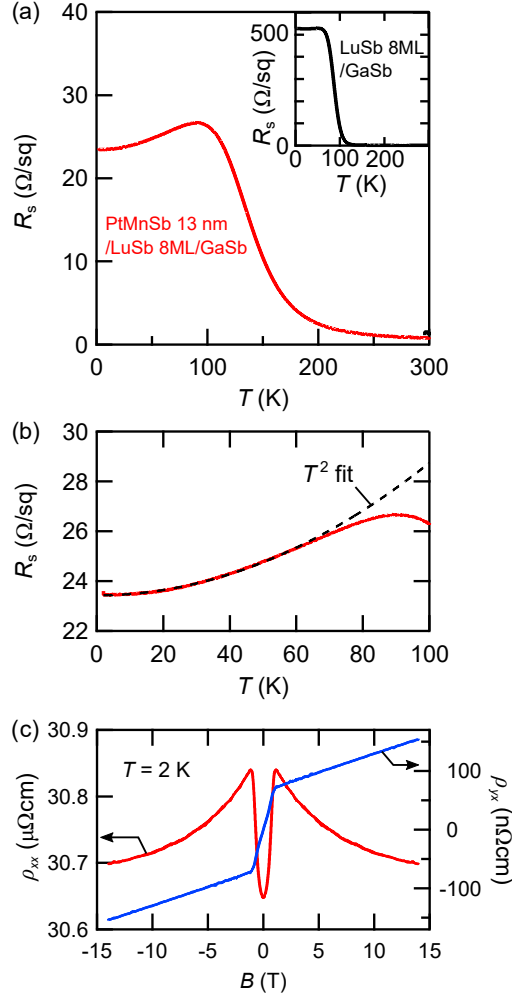 (a)
40
30
20
10
0
R_s (Ω/sq)
500
0
R_s (Ω/sq)
LuSb 8ML
/GaSb
0 100 200
T (K)
PtMnSb 13 nm
/LuSb 8ML/GaSb
0 100 200 300
T (K)
(b)
30
28
26
24
22
R_s (Ω/sq)
T² fit
0 20 40 60 80 100
T (K)
(c)
30.9
30.8
30.7
30.6
ρ_xx (μΩcm)
T = 2 K
100
0
-100
ρ_yx (nΩcm)
-15 -10 -5 0 5 10 15
B (T)